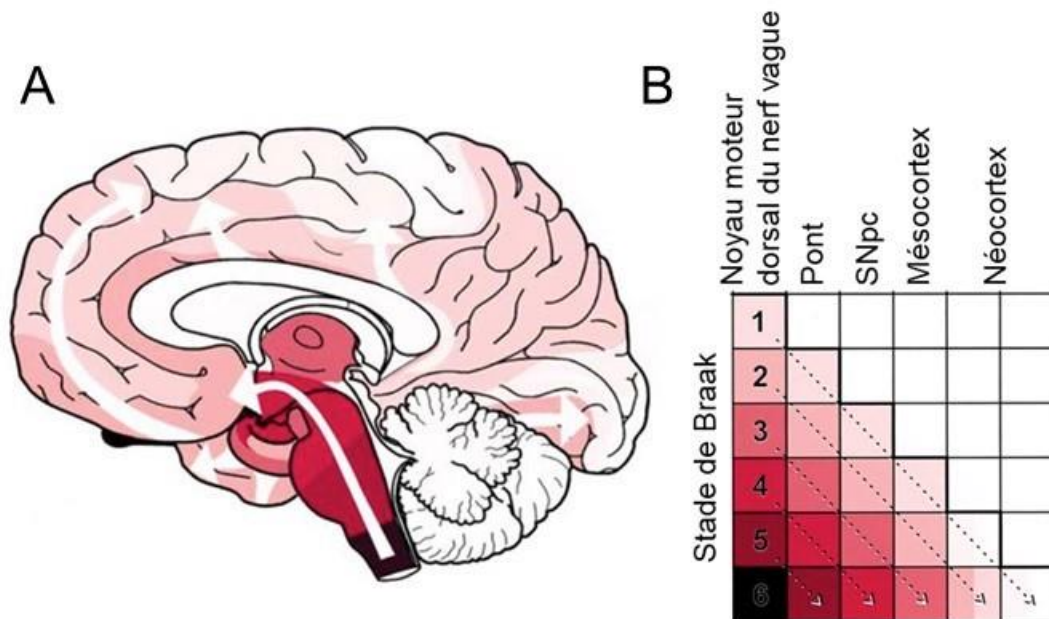 A
B
Noyau moteur
dorsal du nerf vague
Pont
SNpc
Mésocortex
Néocortex
Stade de Braak
1
2
3
4
5
6